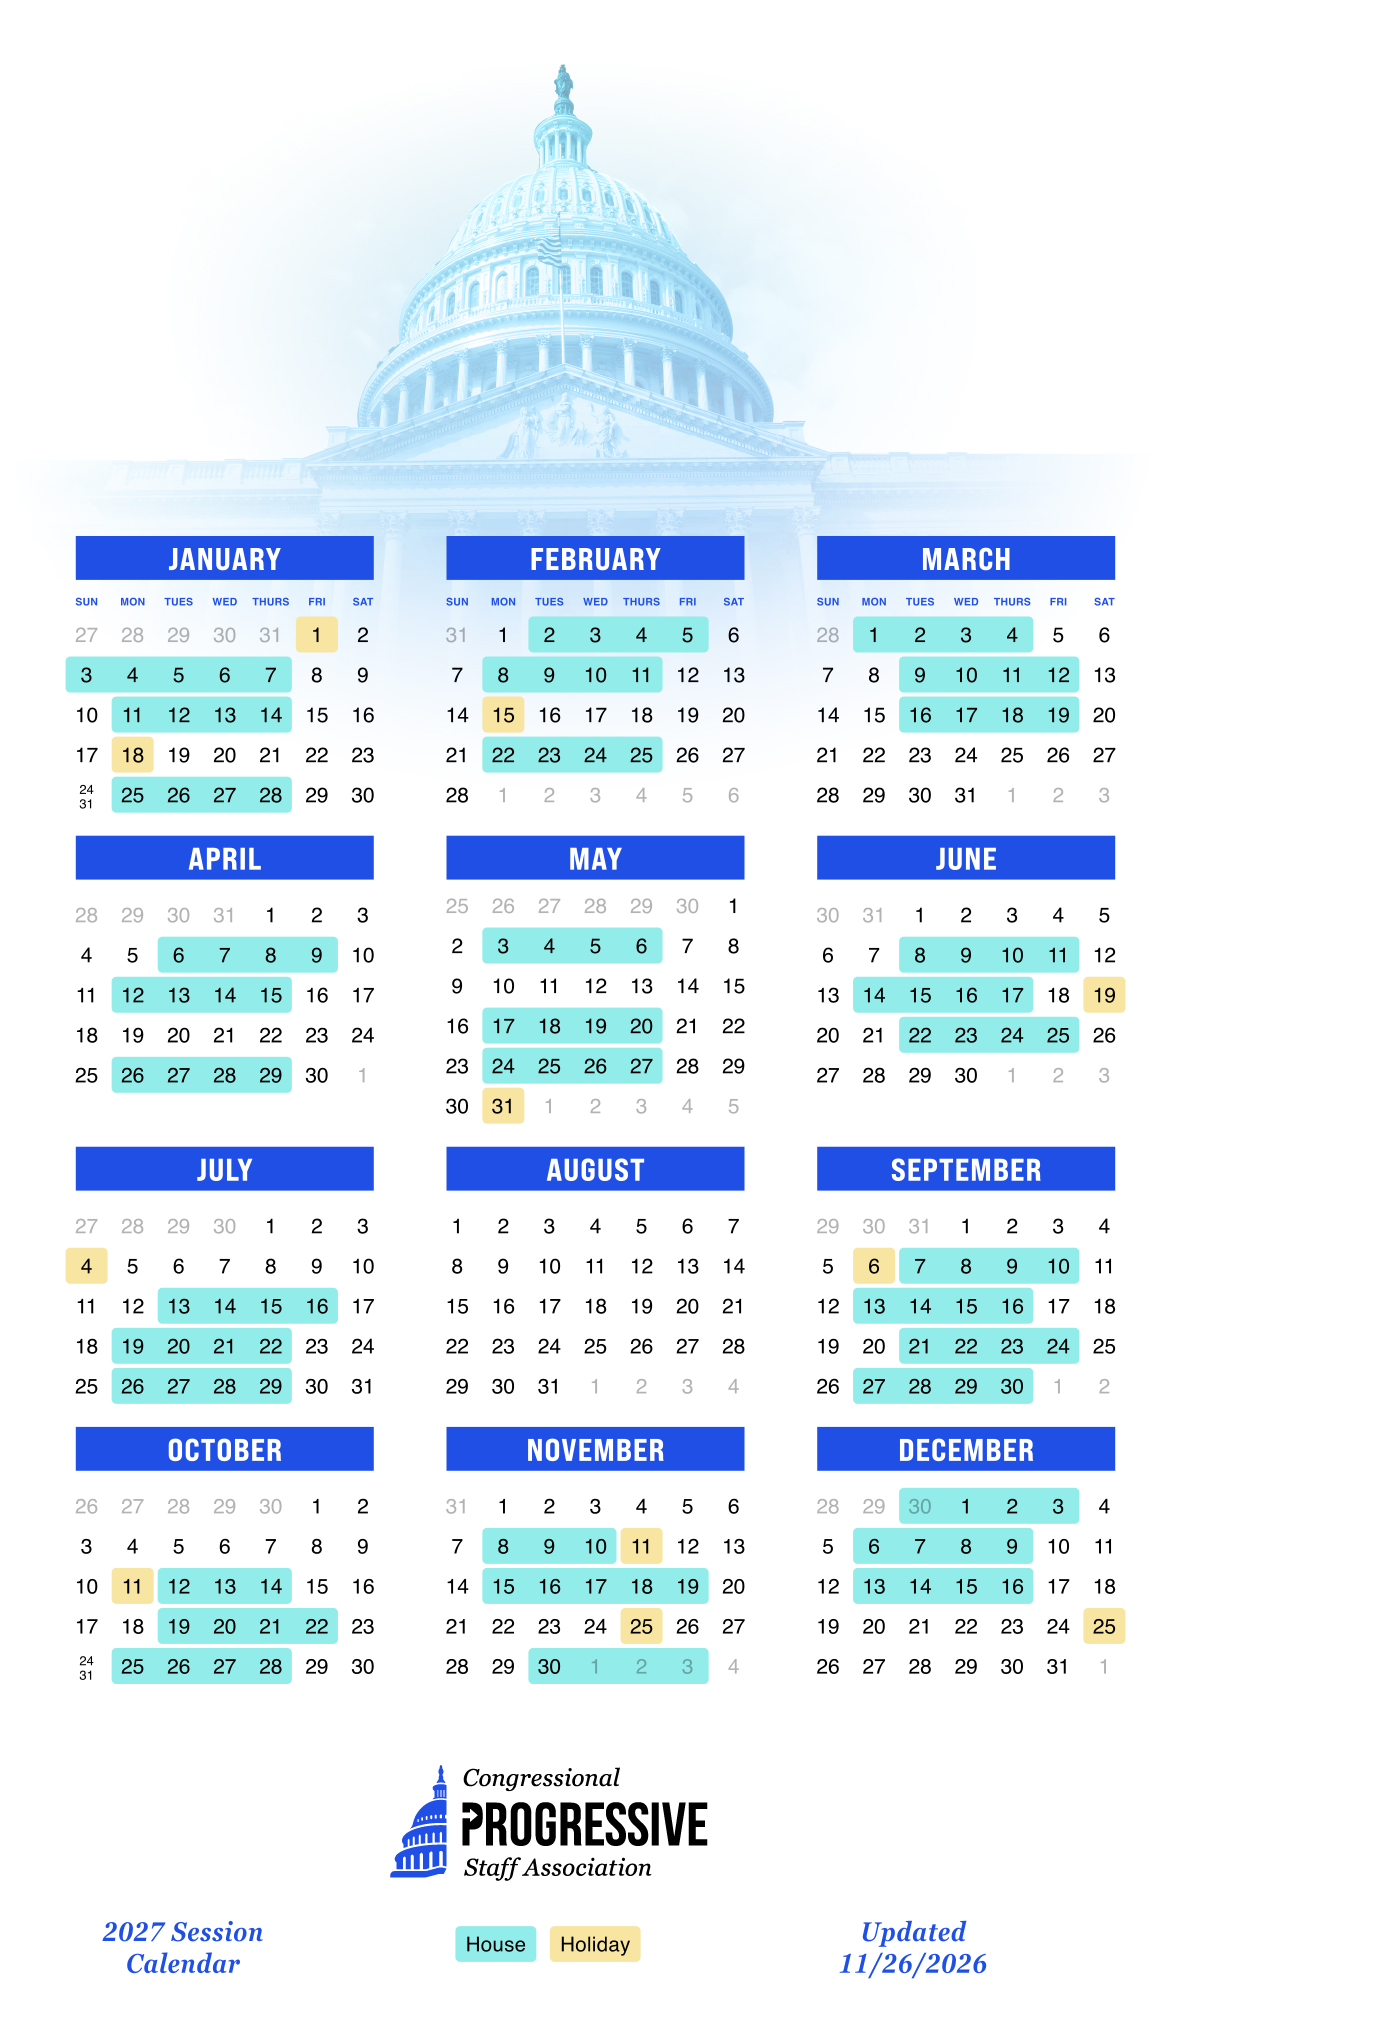 JANUARY
SUN MON TUES WED THURS FRI SAT
27 28 29 30 31 1 2
3 4 5 6 7 8 9
10 11 12 13 14 15 16
17 18 19 20 21 22 23
24
31
25 26 27 28 29 30
FEBRUARY
SUN MON TUES WED THURS FRI SAT
31 1 2 3 4 5 6
7 8 9 10 11 12 13
14 15 16 17 18 19 20
21 22 23 24 25 26 27
28 1 2 3 4 5 6
MARCH
SUN MON TUES WED THURS FRI SAT
28 1 2 3 4 5 6
7 8 9 10 11 12 13
14 15 16 17 18 19 20
21 22 23 24 25 26 27
28 29 30 31 1 2 3
APRIL
28 29 30 31 1 2 3
4 5 6 7 8 9 10
11 12 13 14 15 16 17
18 19 20 21 22 23 24
25 26 27 28 29 30 1
MAY
25 26 27 28 29 30 1
2 3 4 5 6 7 8
9 10 11 12 13 14 15
16 17 18 19 20 21 22
23 24 25 26 27 28 29
30 31 1 2 3 4 5
JUNE
30 31 1 2 3 4 5
6 7 8 9 10 11 12
13 14 15 16 17 18 19
20 21 22 23 24 25 26
27 28 29 30 1 2 3
JULY
27 28 29 30 1 2 3
4 5 6 7 8 9 10
11 12 13 14 15 16 17
18 19 20 21 22 23 24
25 26 27 28 29 30 31
AUGUST
1 2 3 4 5 6 7
8 9 10 11 12 13 14
15 16 17 18 19 20 21
22 23 24 25 26 27 28
29 30 31 1 2 3 4
SEPTEMBER
29 30 31 1 2 3 4
5 6 7 8 9 10 11
12 13 14 15 16 17 18
19 20 21 22 23 24 25
26 27 28 29 30 1 2
OCTOBER
26 27 28 29 30 1 2
3 4 5 6 7 8 9
10 11 12 13 14 15 16
17 18 19 20 21 22 23
24
31
25 26 27 28 29 30
NOVEMBER
31 1 2 3 4 5 6
7 8 9 10 11 12 13
14 15 16 17 18 19 20
21 22 23 24 25 26 27
28 29 30 1 2 3 4
DECEMBER
28 29 30 1 2 3 4
5 6 7 8 9 10 11
12 13 14 15 16 17 18
19 20 21 22 23 24 25
26 27 28 29 30 31 1
Congressional
PROGRESSIVE
Staff Association
2027 Session
Calendar
House
Holiday
Updated
11/26/2026